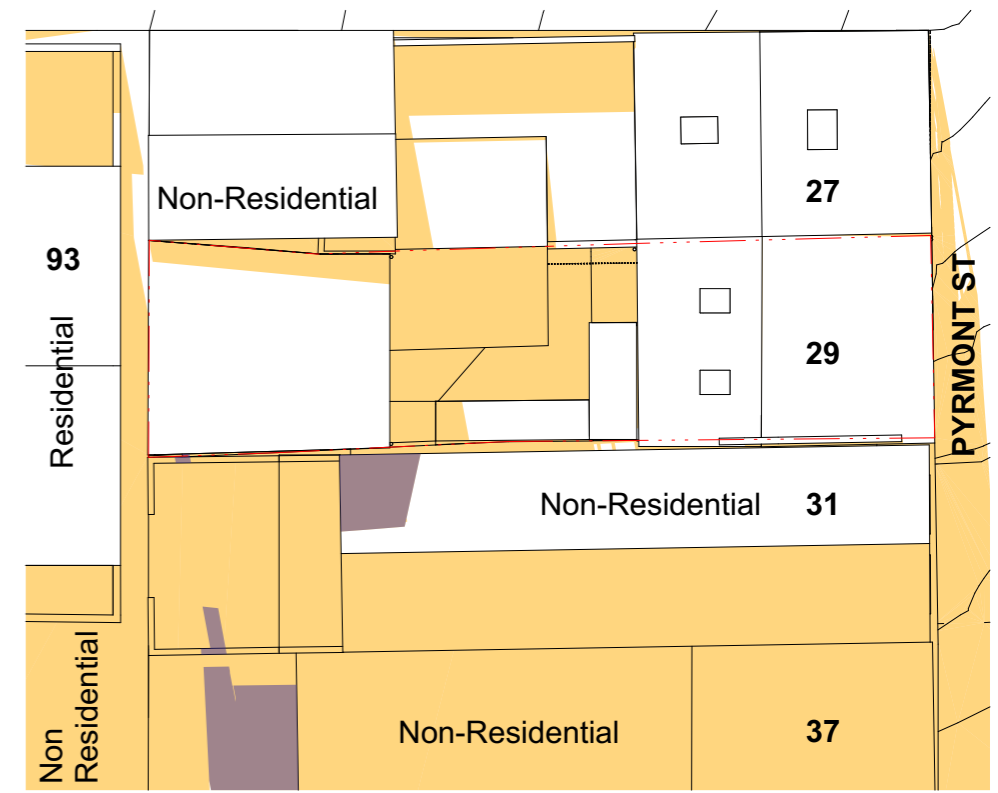 Non-Residential
27
93
Residential
29
PYRMONT ST
Non-Residential 31
Non
Residential
Non-Residential
37